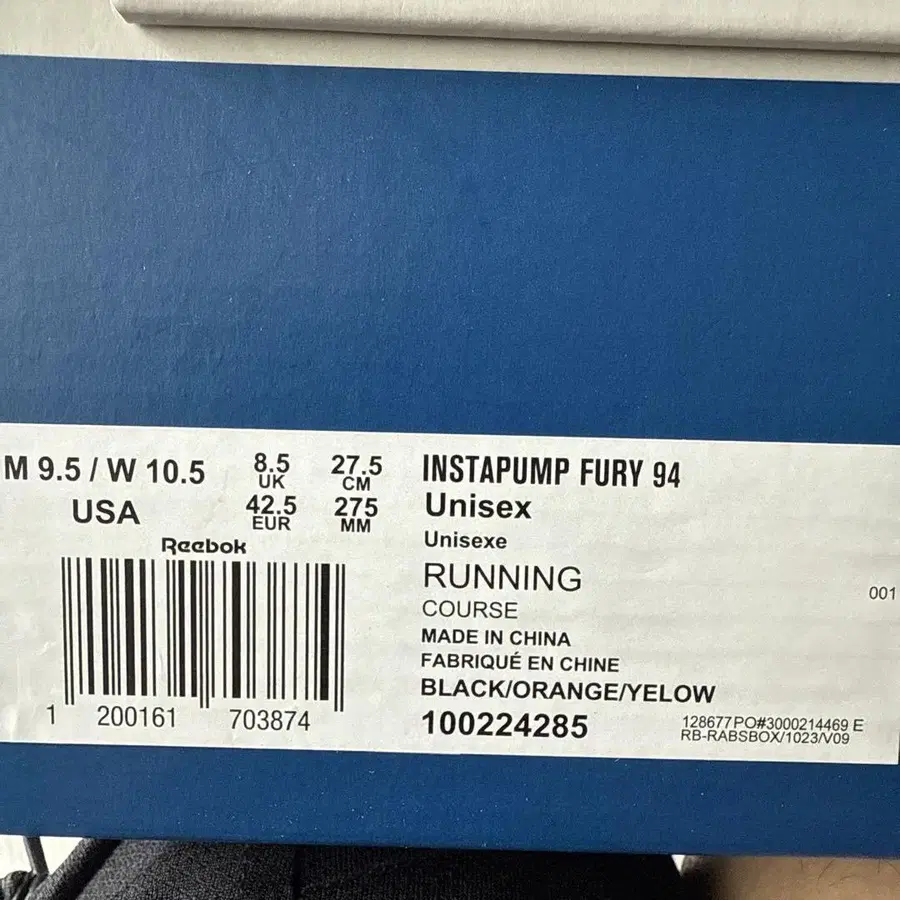 M 9.5 / W 10.5
USA
8.5
UK
42.5
EUR
27.5
CM
275
MM
Reebok
1 200161 703874
INSTAPUMP FURY 94
Unisex
Unisexe
RUNNING
COURSE
MADE IN CHINA
FABRIQUÉ EN CHINE
BLACK/ORANGE/YELOW
100224285
001
128677PO#3000214469 E
RB-RABSBOX/1023/V09